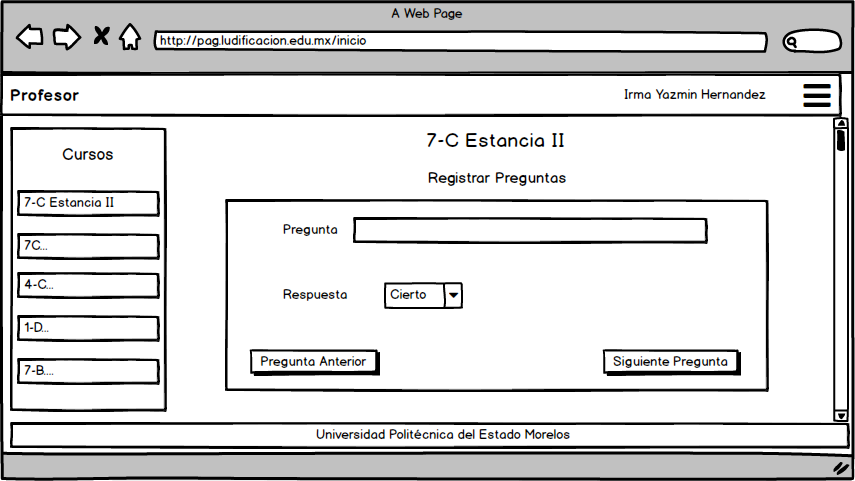 A Web Page
http://pag.ludificacion.edu.mx/inicio
Profesor
Irma Yazmin Hernandez
Cursos
7-C Estancia II
7C...
4-C...
1-D...
7-B....
7-C Estancia II
Registrar Preguntas
Pregunta
Respuesta
Cierto
Pregunta Anterior
Siguiente Pregunta
Universidad Politécnica del Estado Morelos